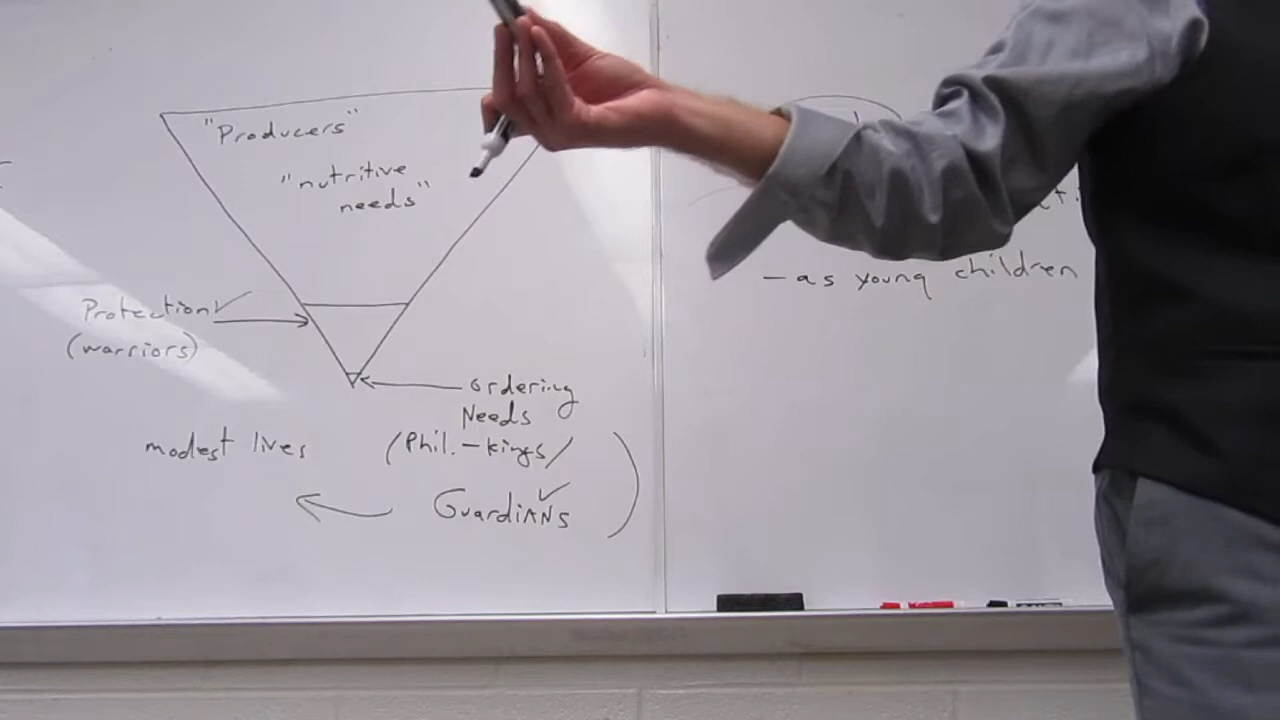 "Producers"
"nutritive
needs"
Protection
(warriors)
ordering
Needs
(Phil.-kings/
GuardiANs
modest lives
- as young children